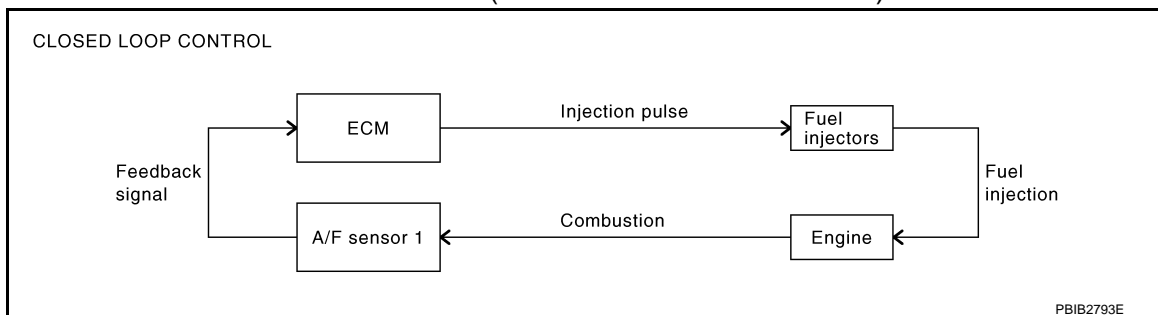 CLOSED LOOP CONTROL
ECM
Injection pulse
Fuel
injectors
Feedback
signal
Fuel
injection
A/F sensor 1
Combustion
Engine
PBIB2793E